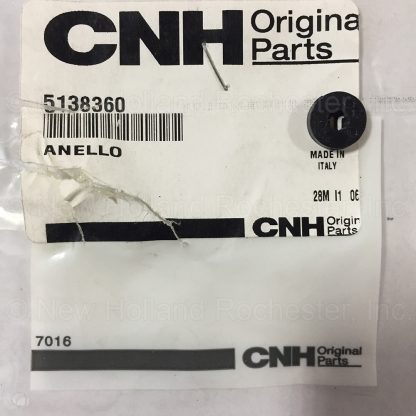 CNH Original Parts
5138360
ANELLO
MADE IN
ITALY
28M I1 06
CNH Original Parts
© New Holland Rochester, Inc.
7016
CNH Original Parts